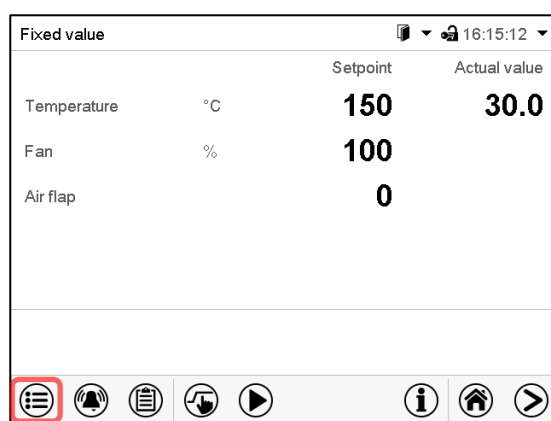 Fixed value 16:15:12
Setpoint Actual value
Temperature °C 150 30.0
Fan % 100
Air flap 0